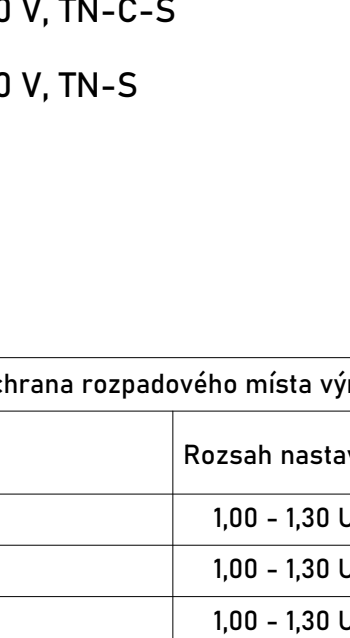 0 V, TN-C-S
0 V, TN-S
chrana rozpadového místa výr
Rozsah nastav
1,00 - 1,30 U
1,00 - 1,30 U
1,00 - 1,30 U